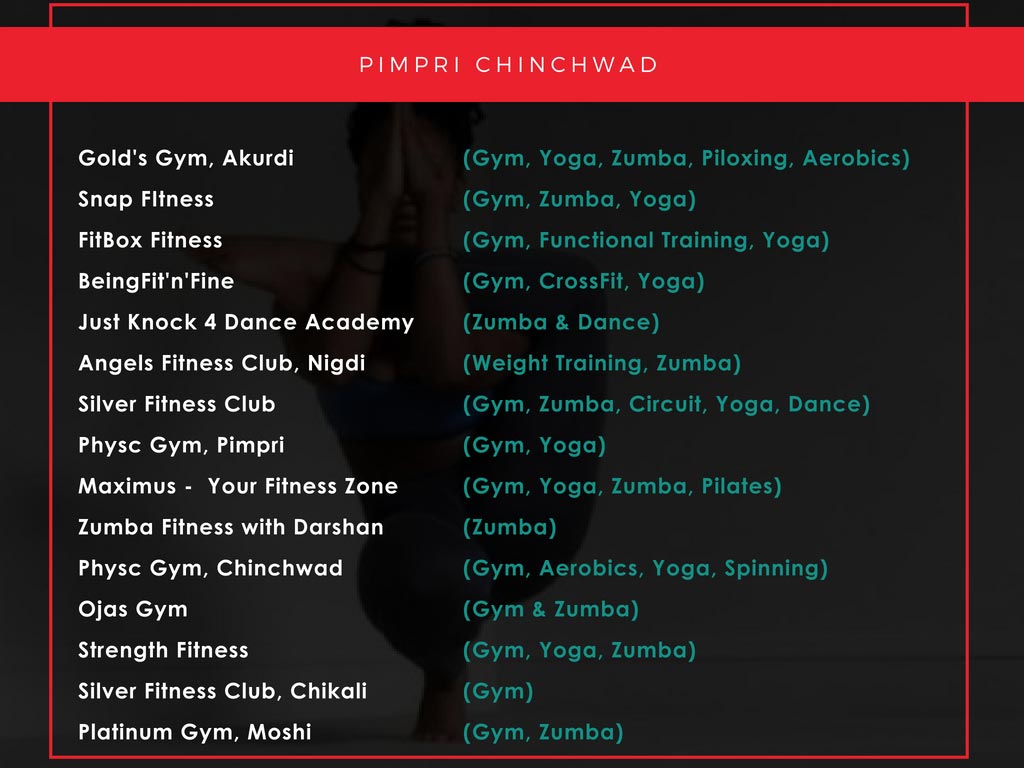 PIMPRI CHINCHWAD
Gold's Gym, Akurdi (Gym, Yoga, Zumba, Piloxing, Aerobics)
Snap FItness (Gym, Zumba, Yoga)
FitBox Fitness (Gym, Functional Training, Yoga)
BeingFit'n'Fine (Gym, CrossFit, Yoga)
Just Knock 4 Dance Academy (Zumba & Dance)
Angels Fitness Club, Nigdi (Weight Training, Zumba)
Silver Fitness Club (Gym, Zumba, Circuit, Yoga, Dance)
Physc Gym, Pimpri (Gym, Yoga)
Maximus - Your Fitness Zone (Gym, Yoga, Zumba, Pilates)
Zumba Fitness with Darshan (Zumba)
Physc Gym, Chinchwad (Gym, Aerobics, Yoga, Spinning)
Ojas Gym (Gym & Zumba)
Strength Fitness (Gym, Yoga, Zumba)
Silver Fitness Club, Chikali (Gym)
Platinum Gym, Moshi (Gym, Zumba)